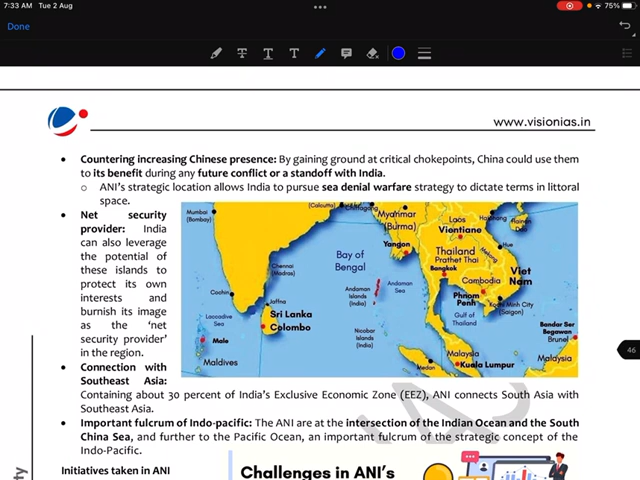 7:33 AM Tue 2 Aug
75%
Done
www.visionias.in
• Countering increasing Chinese presence: By gaining ground at critical chokepoints, China could use them
to its benefit during any future conflict or a standoff with India.
o ANI's strategic location allows India to pursue sea denial warfare strategy to dictate terms in littoral
space.
• Net security
provider: India
can also leverage
the potential of
these islands to
protect its own
interests and
burnish its image
as the 'net
security provider'
in the region.
Mumbai
(Bombay)
(Calcutta)
Chittagong
Myanmar
(Burma)
Laos
Vientiane
Hainan
Hue
Yangon
Thailand
Prathet Thai
Mekong
Bay of
Bengal
Bangkok
Viet
Nam
Chennai
(Madras)
Andaman
Islands
(India)
Andaman
Sea
Cambodia
Phnom
Penh
(Saigon)
Cochin
Jaffna
Sri Lanka
Colombo
Gulf of
Thailand
Laccadive
Sea
Nicobar
Islands
(India)
Bandar Ser
Begawan
Brunei
Male
Maldives
Medan
Malaysia
Kuala Lumpur
Malaysia
46
• Connection with
Southeast Asia:
Containing about 30 percent of India's Exclusive Economic Zone (EEZ), ANI connects South Asia with
Southeast Asia.
• Important fulcrum of Indo-pacific: The ANI are at the intersection of the Indian Ocean and the South
China Sea, and further to the Pacific Ocean, an important fulcrum of the strategic concept of the
Indo-Pacific.
Initiatives taken in ANI
Challenges in ANI's